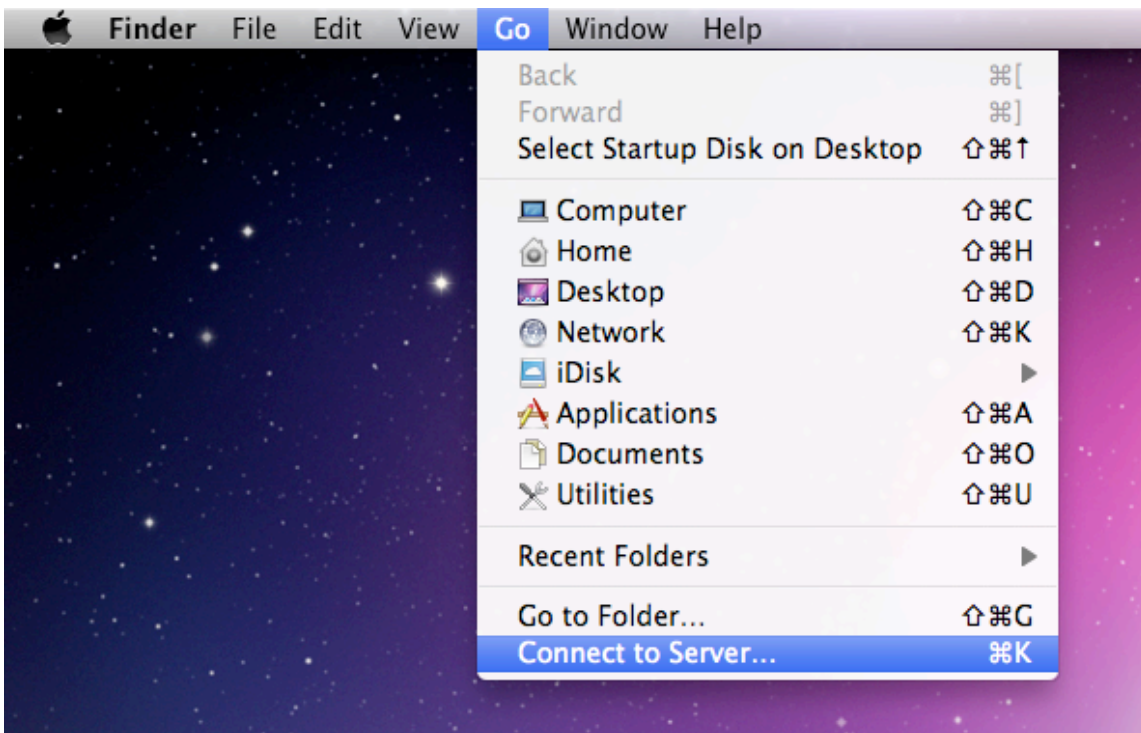 Finder File Edit View Go Window Help
Back ⌘[
Forward ⌘]
Select Startup Disk on Desktop ⇧⌘↑
Computer ⇧⌘C
Home ⇧⌘H
Desktop ⇧⌘D
Network ⇧⌘K
iDisk ▶
Applications ⇧⌘A
Documents ⇧⌘O
Utilities ⇧⌘U
Recent Folders ▶
Go to Folder... ⇧⌘G
Connect to Server... ⌘K